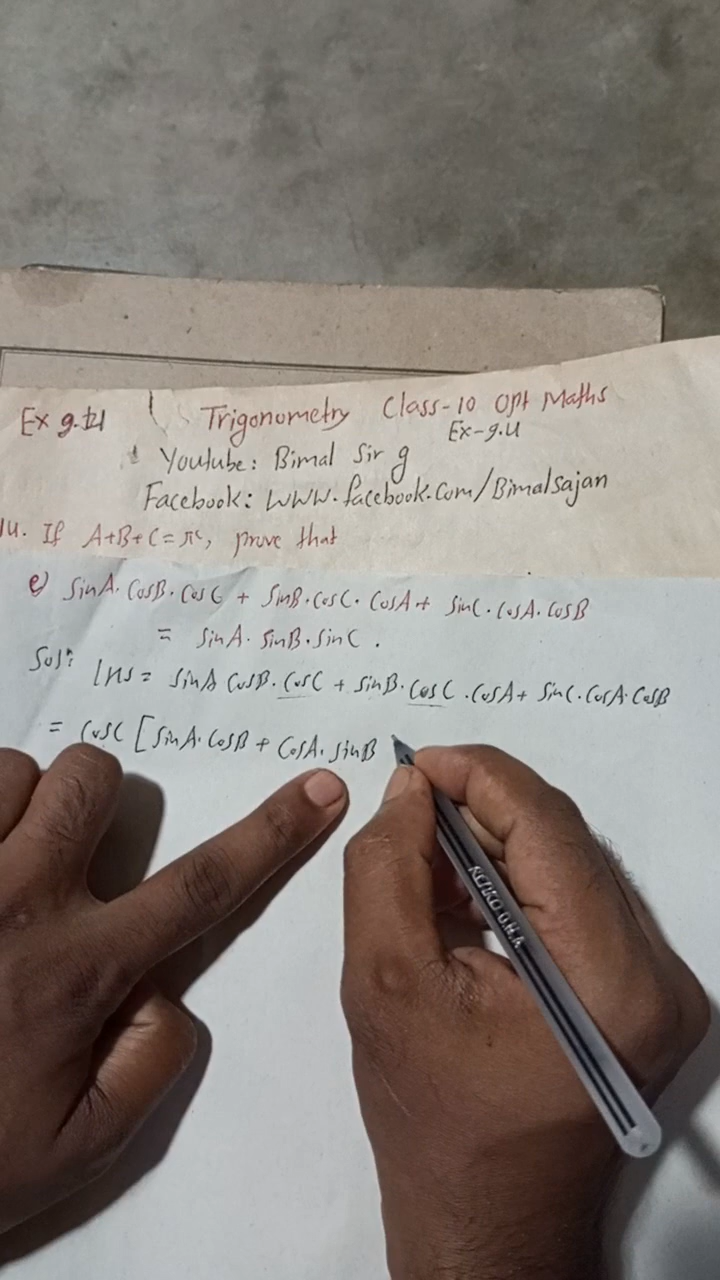 Ex 9.4 Trigonometry Class-10 Opt Maths
Ex-9.4
Youtube: Bimal Sir g
Facebook: WWW.facebook.Com/Bimalsajan
14. If A+B+C=πᶜ, prove that
e) SinA. CosB. CosC + SinB. CosC. CosA + SinC. CosA. CosB
= SinA. SinB. SinC.
Solⁿ: lhs = SinA CosB. CosC + SinB. CosC. CosA + SinC. CosA. CosB
= CosC [SinA. CosB + CosA. SinB